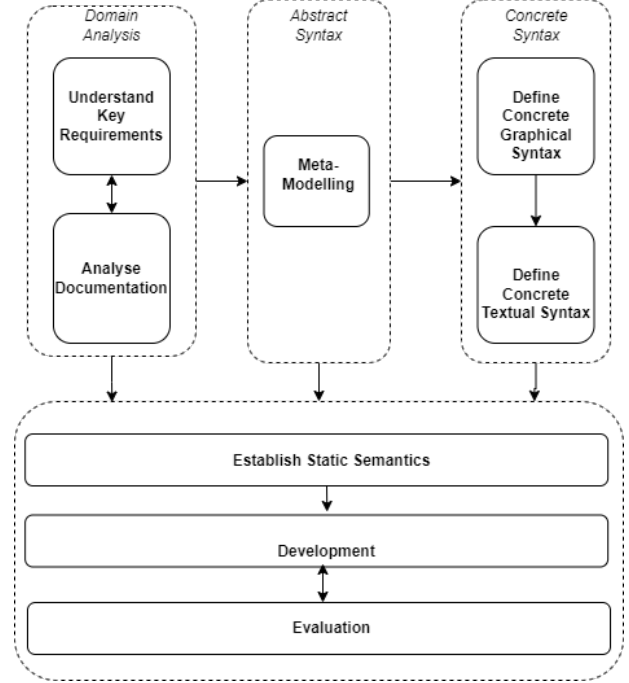 Domain
Analysis
Understand
Key
Requirements
Analyse
Documentation
Abstract
Syntax
Meta-
Modelling
Concrete
Syntax
Define
Concrete
Graphical
Syntax
Define
Concrete
Textual Syntax
Establish Static Semantics
Development
Evaluation